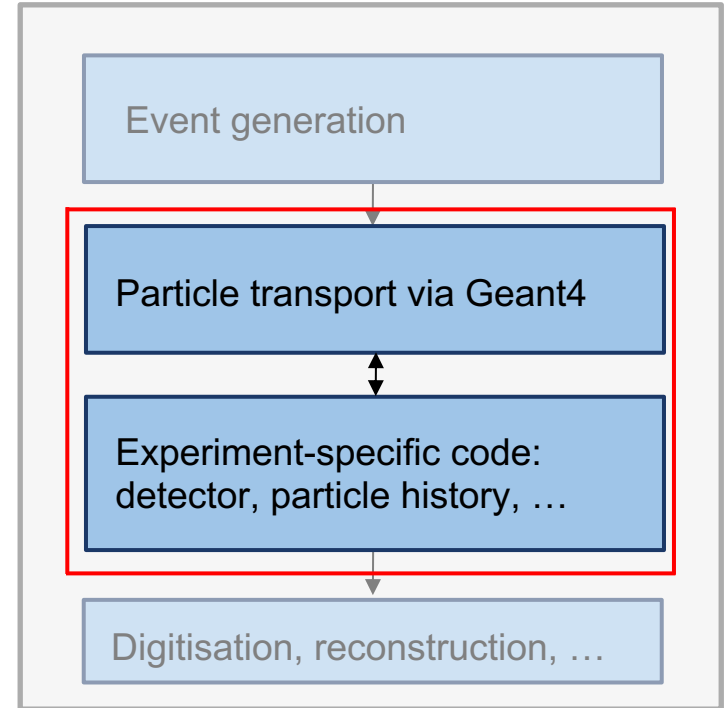 Event generation
Particle transport via Geant4
Experiment-specific code:
detector, particle history, …
Digitisation, reconstruction, …